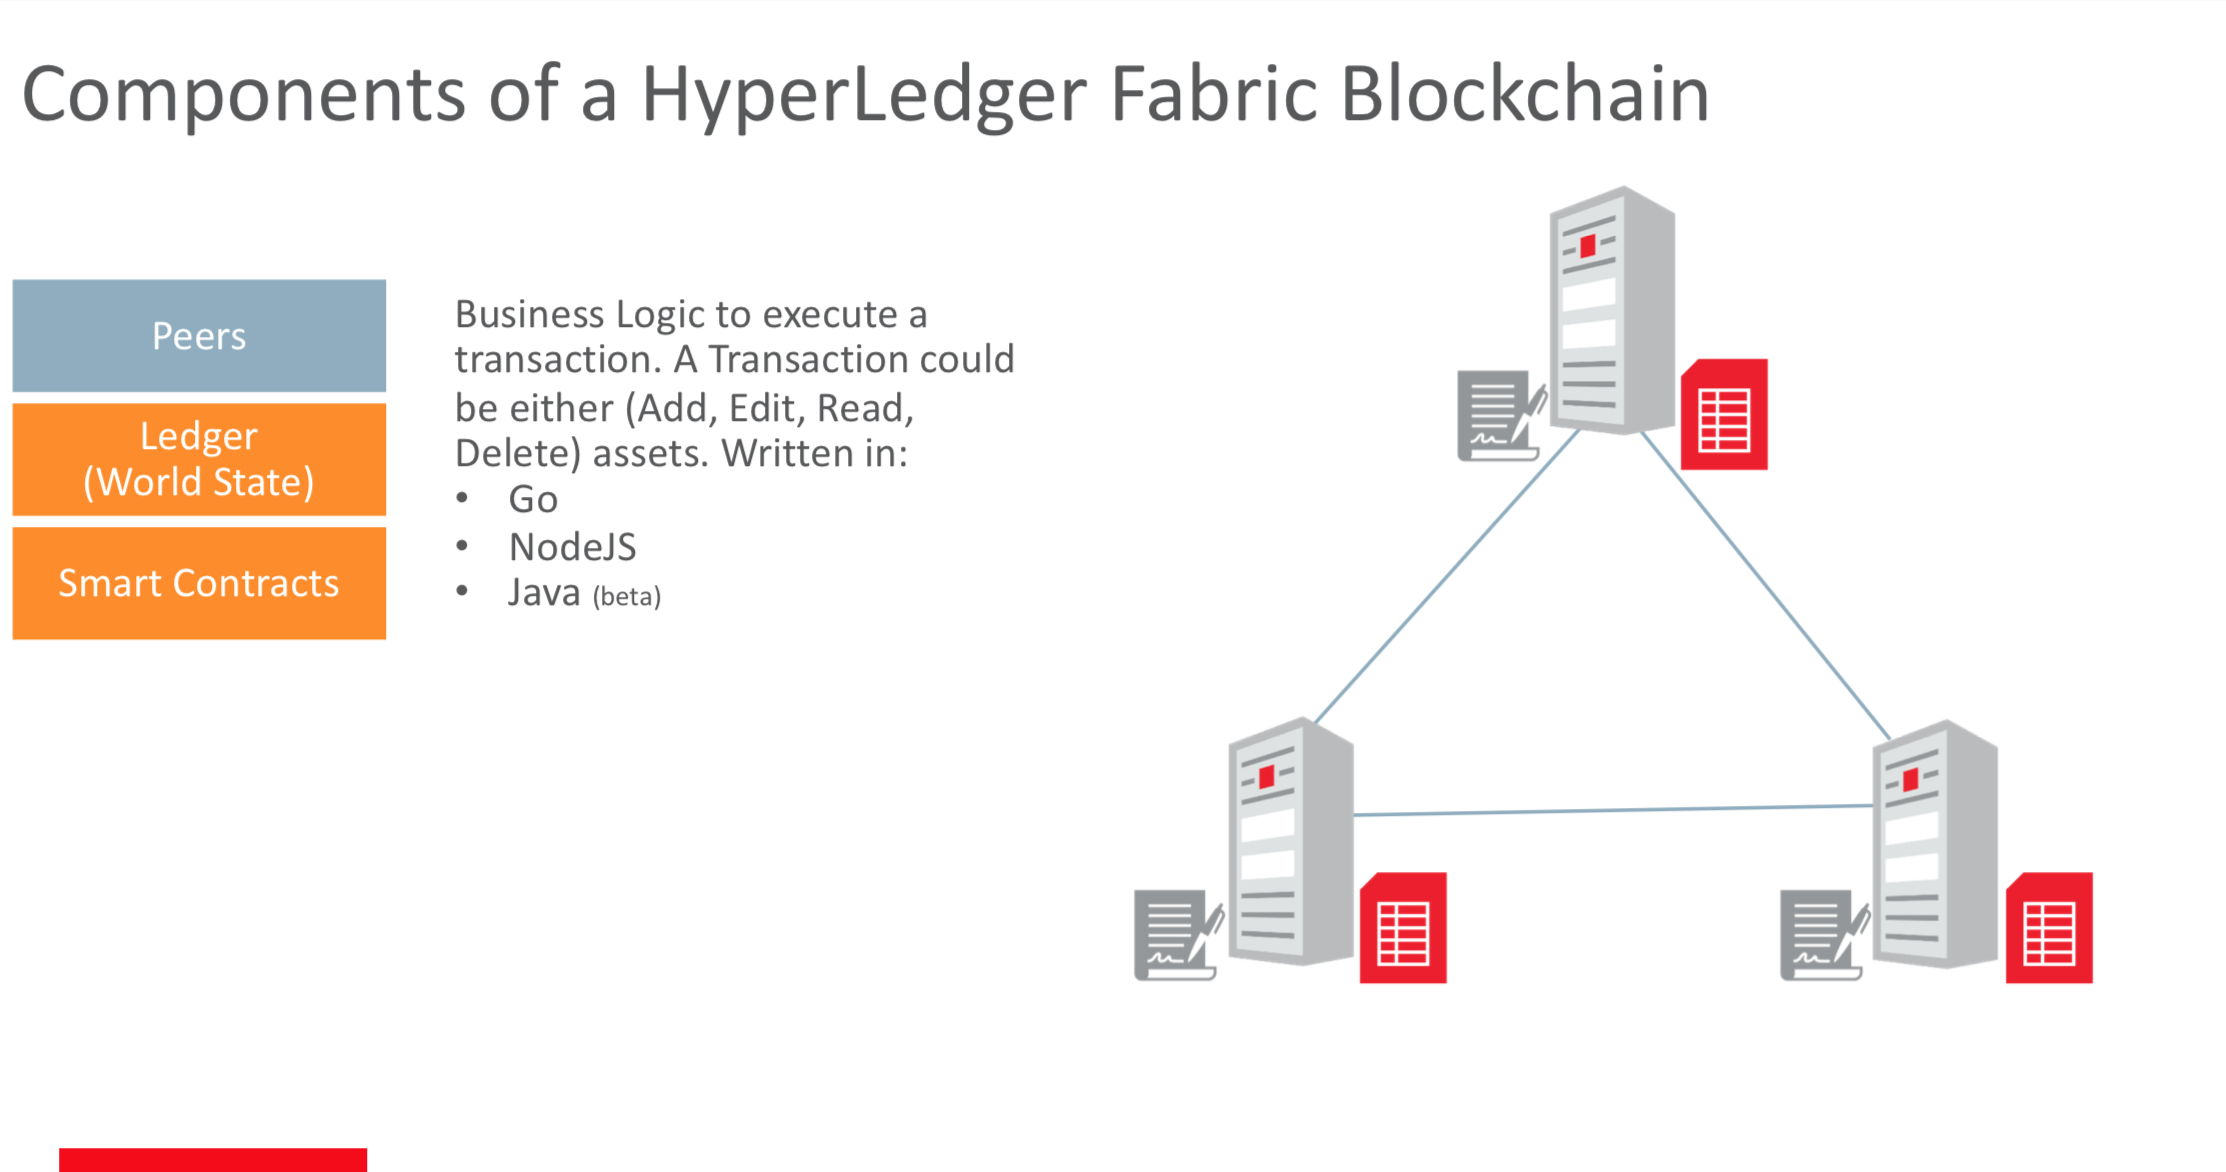 Components of a HyperLedger Fabric Blockchain
Peers
Ledger
(World State)
Smart Contracts
Business Logic to execute a
transaction. A Transaction could
be either (Add, Edit, Read,
Delete) assets. Written in:
• Go
• NodeJS
• Java (beta)